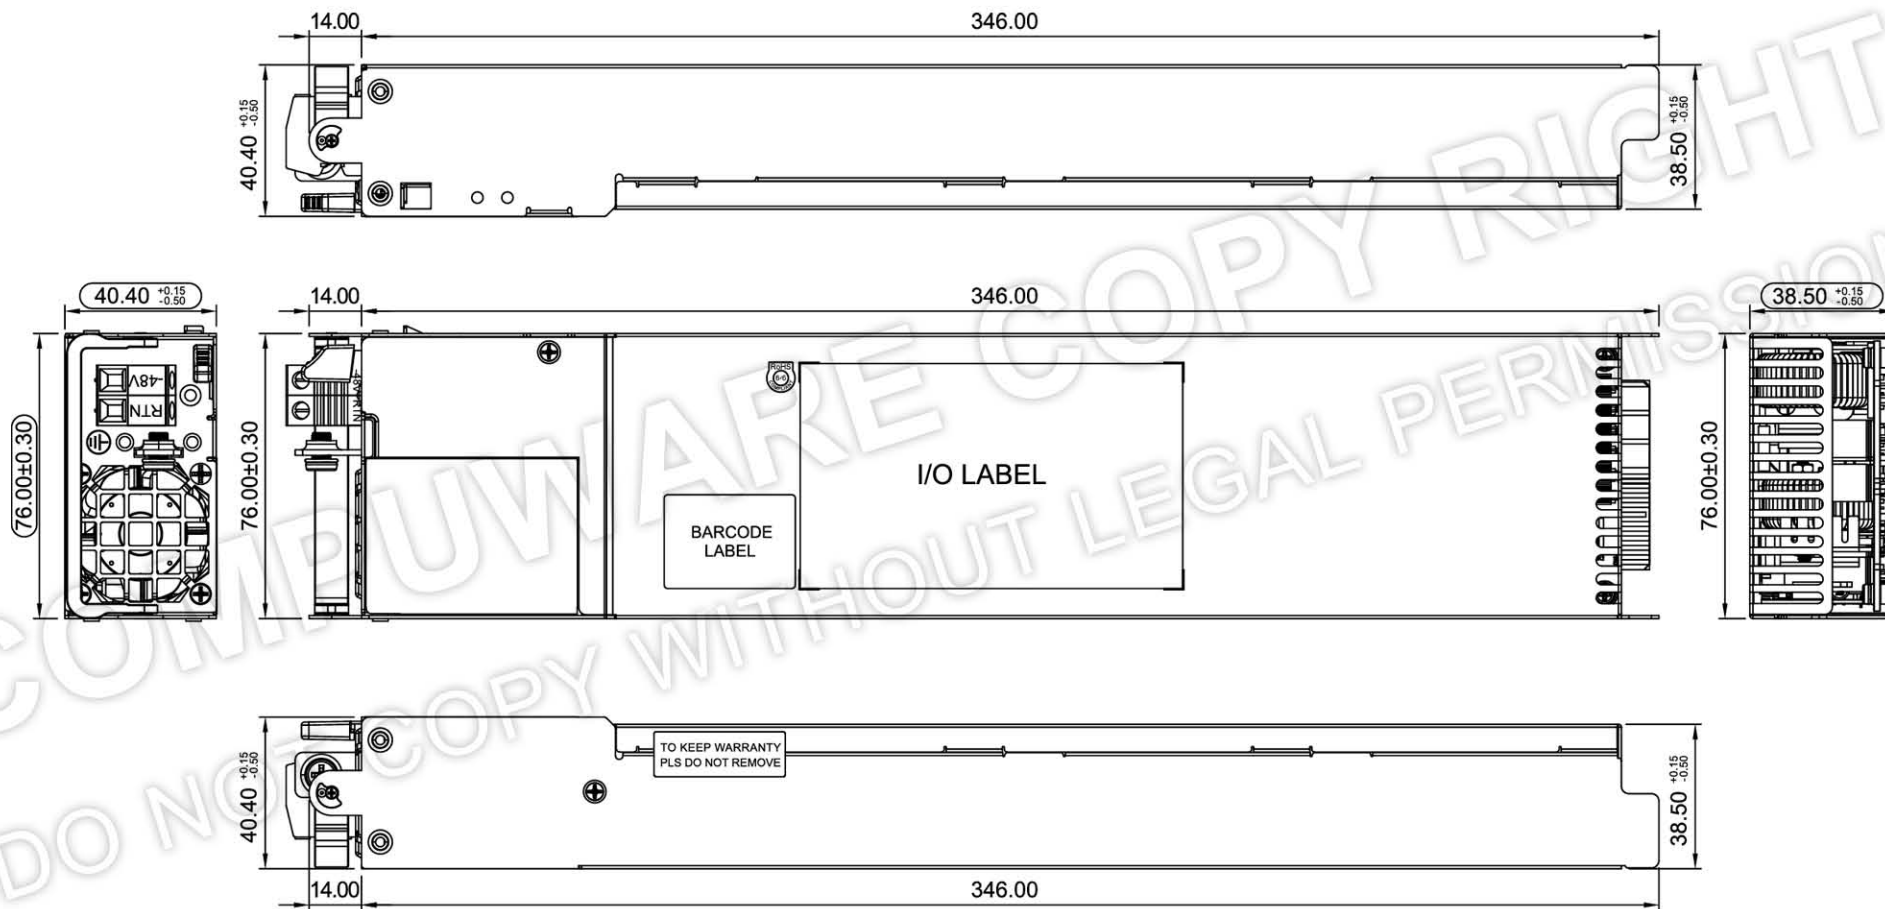 14.00
346.00
40.40 +0.15 -0.50
38.50 +0.15 -0.50
40.40 +0.15 -0.50
14.00
346.00
38.50 +0.15 -0.50
76.00±0.30
-48V
RTN
76.00±0.30
-48V
RTN
RoHS
I/O LABEL
BARCODE
LABEL
76.00±0.30
TO KEEP WARRANTY
PLS DO NOT REMOVE
40.40 +0.15 -0.50
38.50 +0.15 -0.50
14.00
346.00
COMPUWARE COPY RIGHT
DO NOT COPY WITHOUT LEGAL PERMISSION